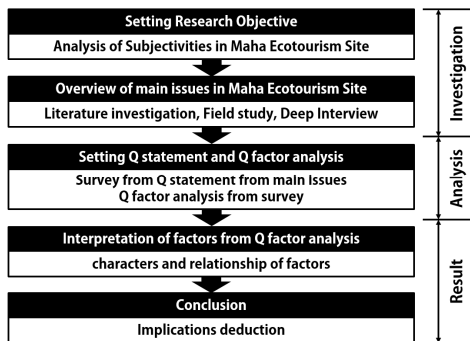 Setting Research Objective
Analysis of Subjectivities in Maha Ecotourism Site
Overview of main issues in Maha Ecotourism Site
Literature investigation, Field study, Deep Interview
Investigation
Setting Q statement and Q factor analysis
Survey from Q statement from main issues
Q factor analysis from survey
Analysis
Interpretation of factors from Q factor analysis
characters and relationship of factors
Conclusion
Implications deduction
Result